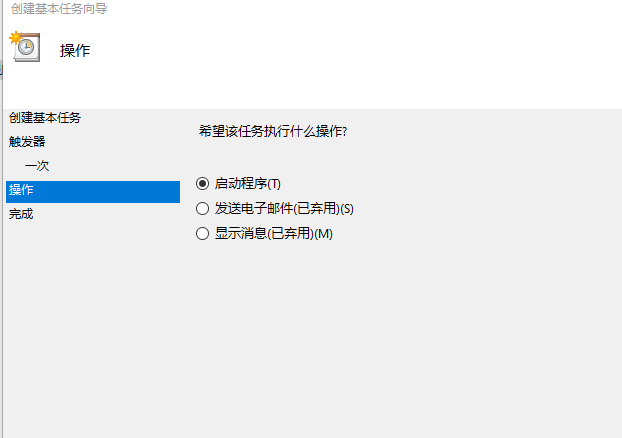 创建基本任务向导
操作
创建基本任务
触发器
一次
操作
完成
希望该任务执行什么操作?
启动程序(T)
发送电子邮件(已弃用)(S)
显示消息(已弃用)(M)